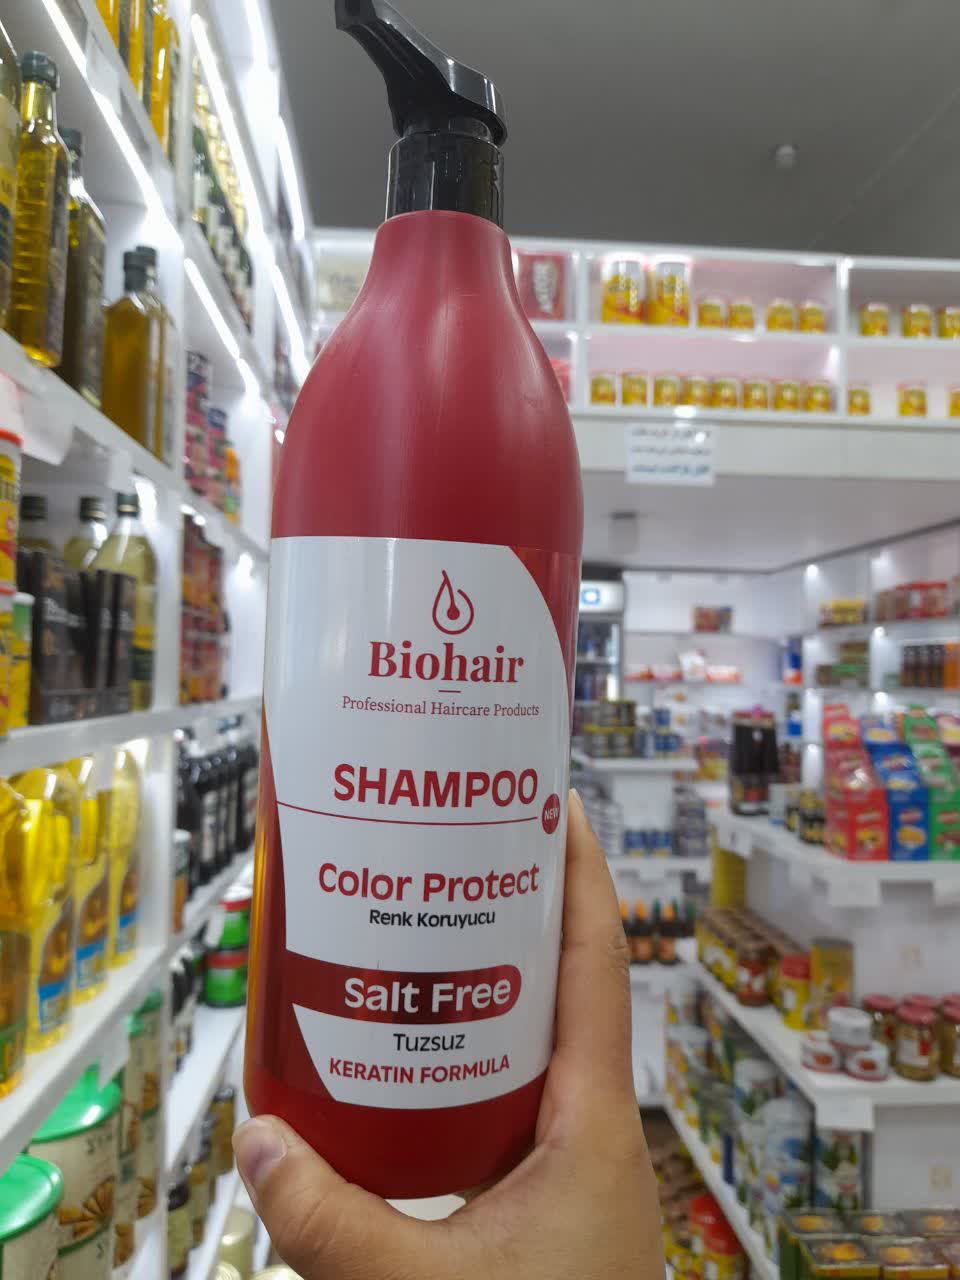 Biohair
Professional Haircare Products
SHAMPOO
NEW
Color Protect
Renk Koruyucu
Salt Free
Tuzsuz
KERATIN FORMULA